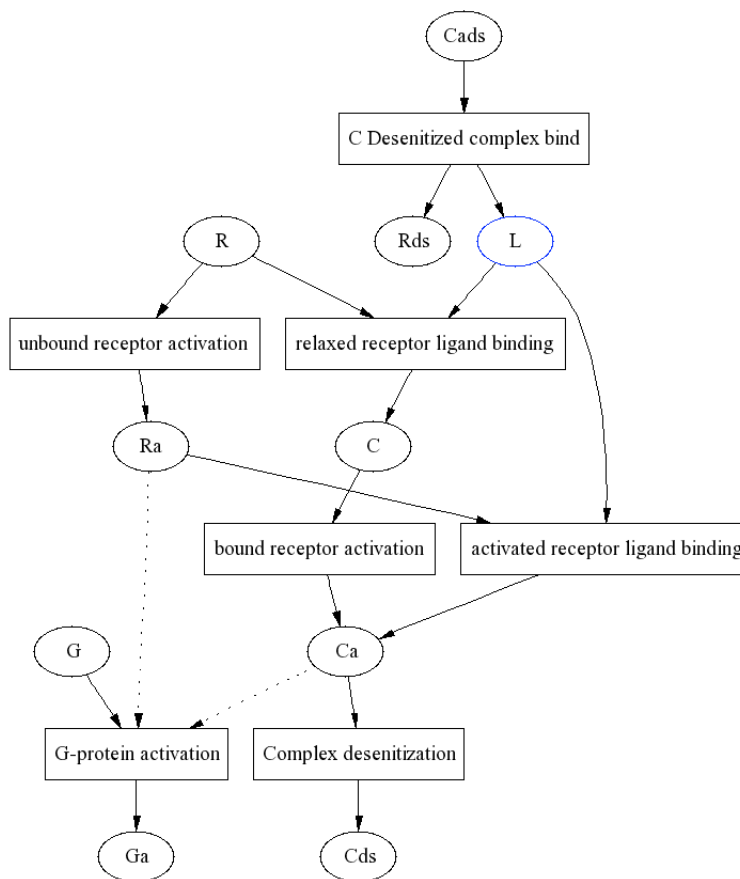 Cads
C Desenitized complex bind
R
Rds
L
unbound receptor activation
relaxed receptor ligand binding
Ra
C
bound receptor activation
activated receptor ligand binding
G
Ca
G-protein activation
Complex desenitization
Ga
Cds